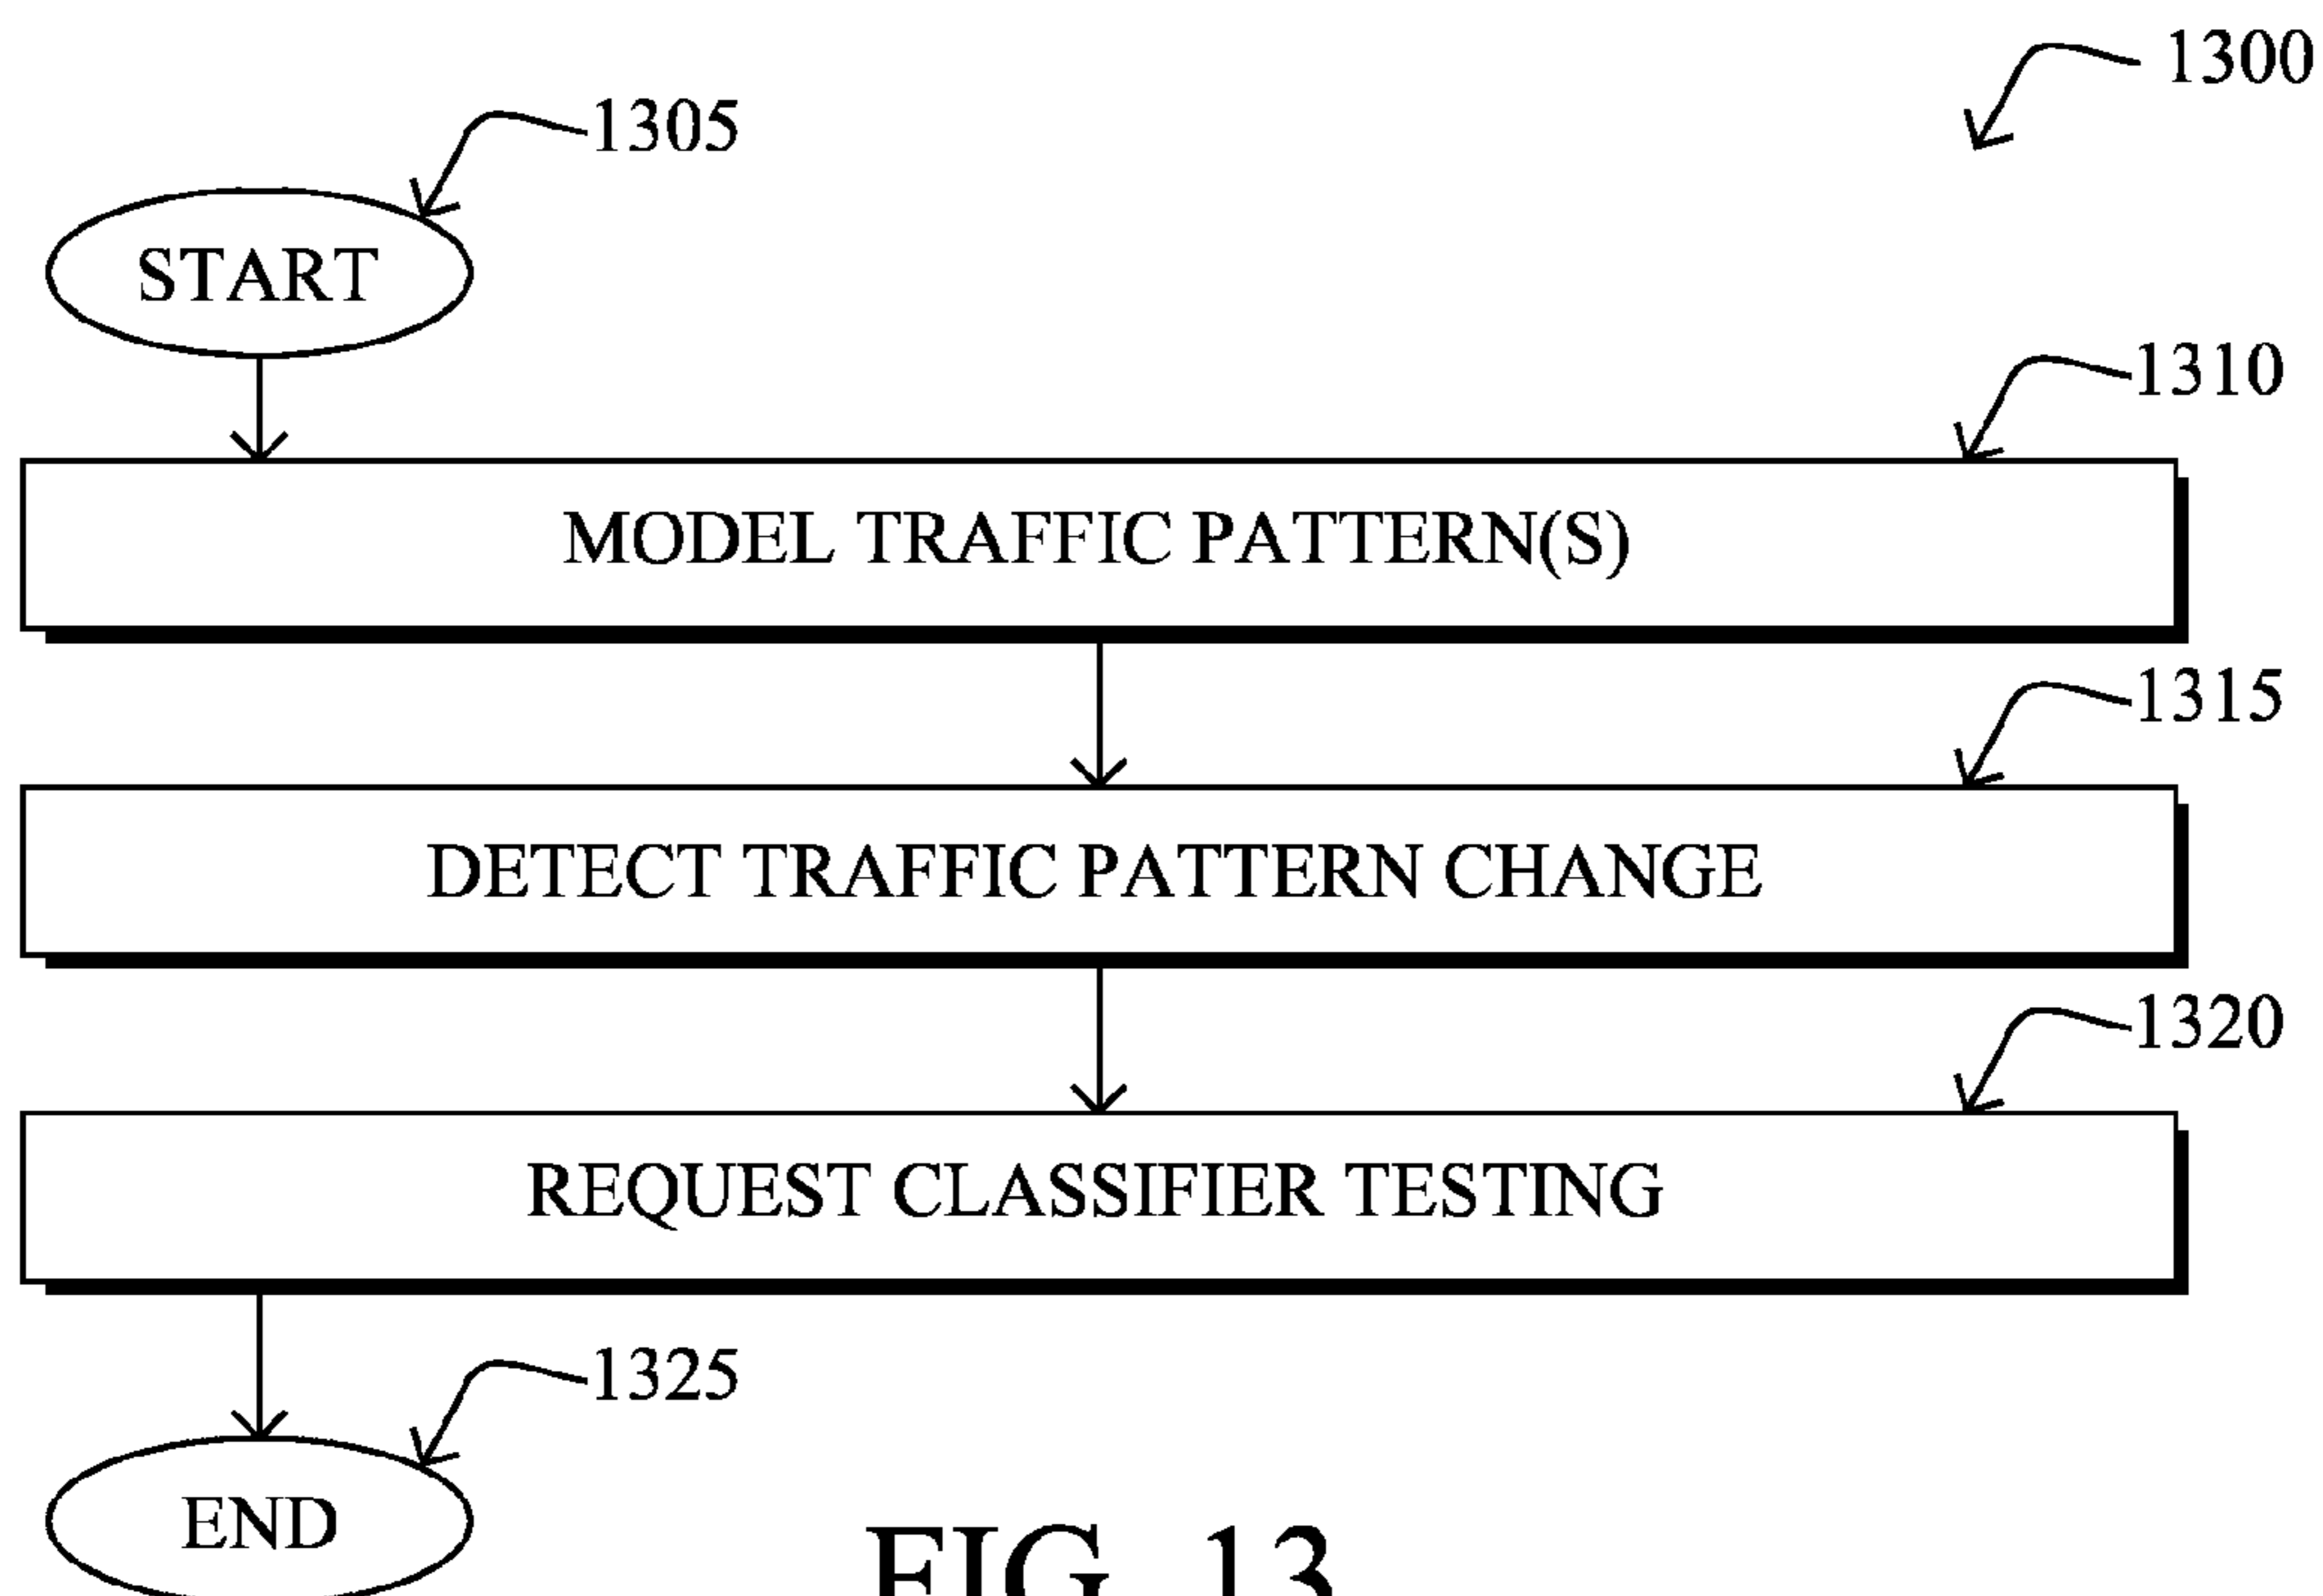 1300
1305
START
1310
MODEL TRAFFIC PATTERN(S)
1315
DETECT TRAFFIC PATTERN CHANGE
1320
REQUEST CLASSIFIER TESTING
1325
END
FIG. 13